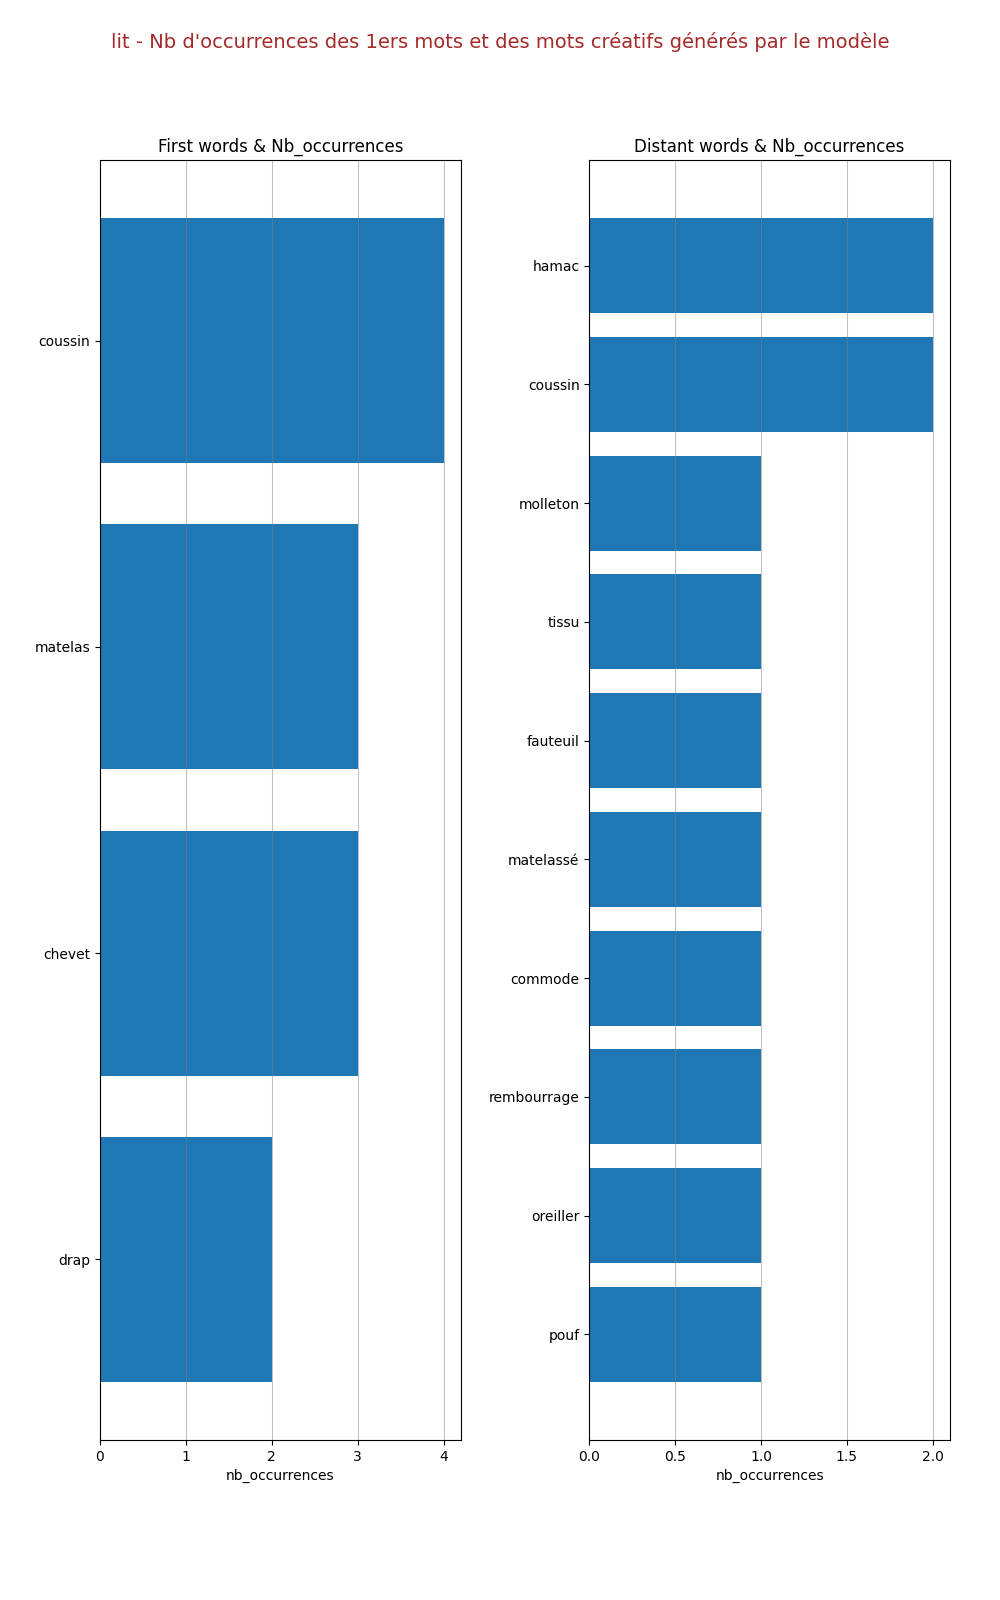 lit - Nb d'occurrences des 1ers mots et des mots créatifs générés par le modèle
First words & Nb_occurrences
coussin
matelas
chevet
drap
0 1 2 3 4
nb_occurrences
Distant words & Nb_occurrences
hamac
coussin
molleton
tissu
fauteuil
matelassé
commode
rembourrage
oreiller
pouf
0.0 0.5 1.0 1.5 2.0
nb_occurrences